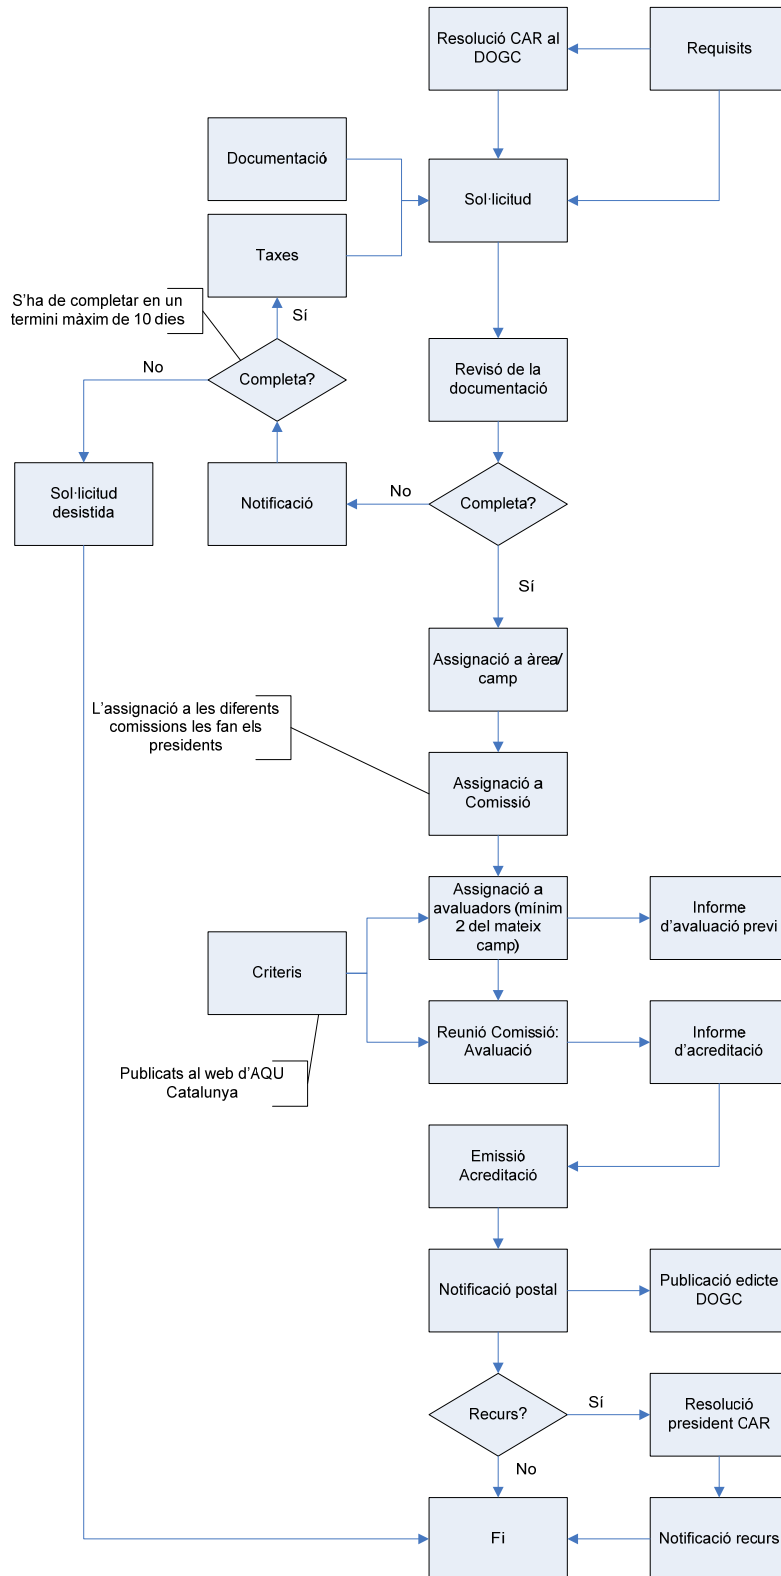 Resolució CAR al
DOGC
Requisits
Documentació
Sol·licitud
Taxes
S'ha de completar en un
termini màxim de 10 dies
Sí
No
Completa?
Revisó de la
documentació
Sol·licitud
desistida
Notificació
No
Completa?
Sí
Assignació a àrea/
camp
L'assignació a les diferents
comissions les fan els
presidents
Assignació a
Comissió
Assignació a
avaluadors (mínim
2 del mateix
camp)
Informe
d'avaluació previ
Criteris
Reunió Comissió:
Avaluació
Informe
d'acreditació
Publicats al web d'AQU
Catalunya
Emissió
Acreditació
Notificació postal
Publicació edicte
DOGC
Recurs?
Sí
Resolució
president CAR
No
Fi
Notificació recurs